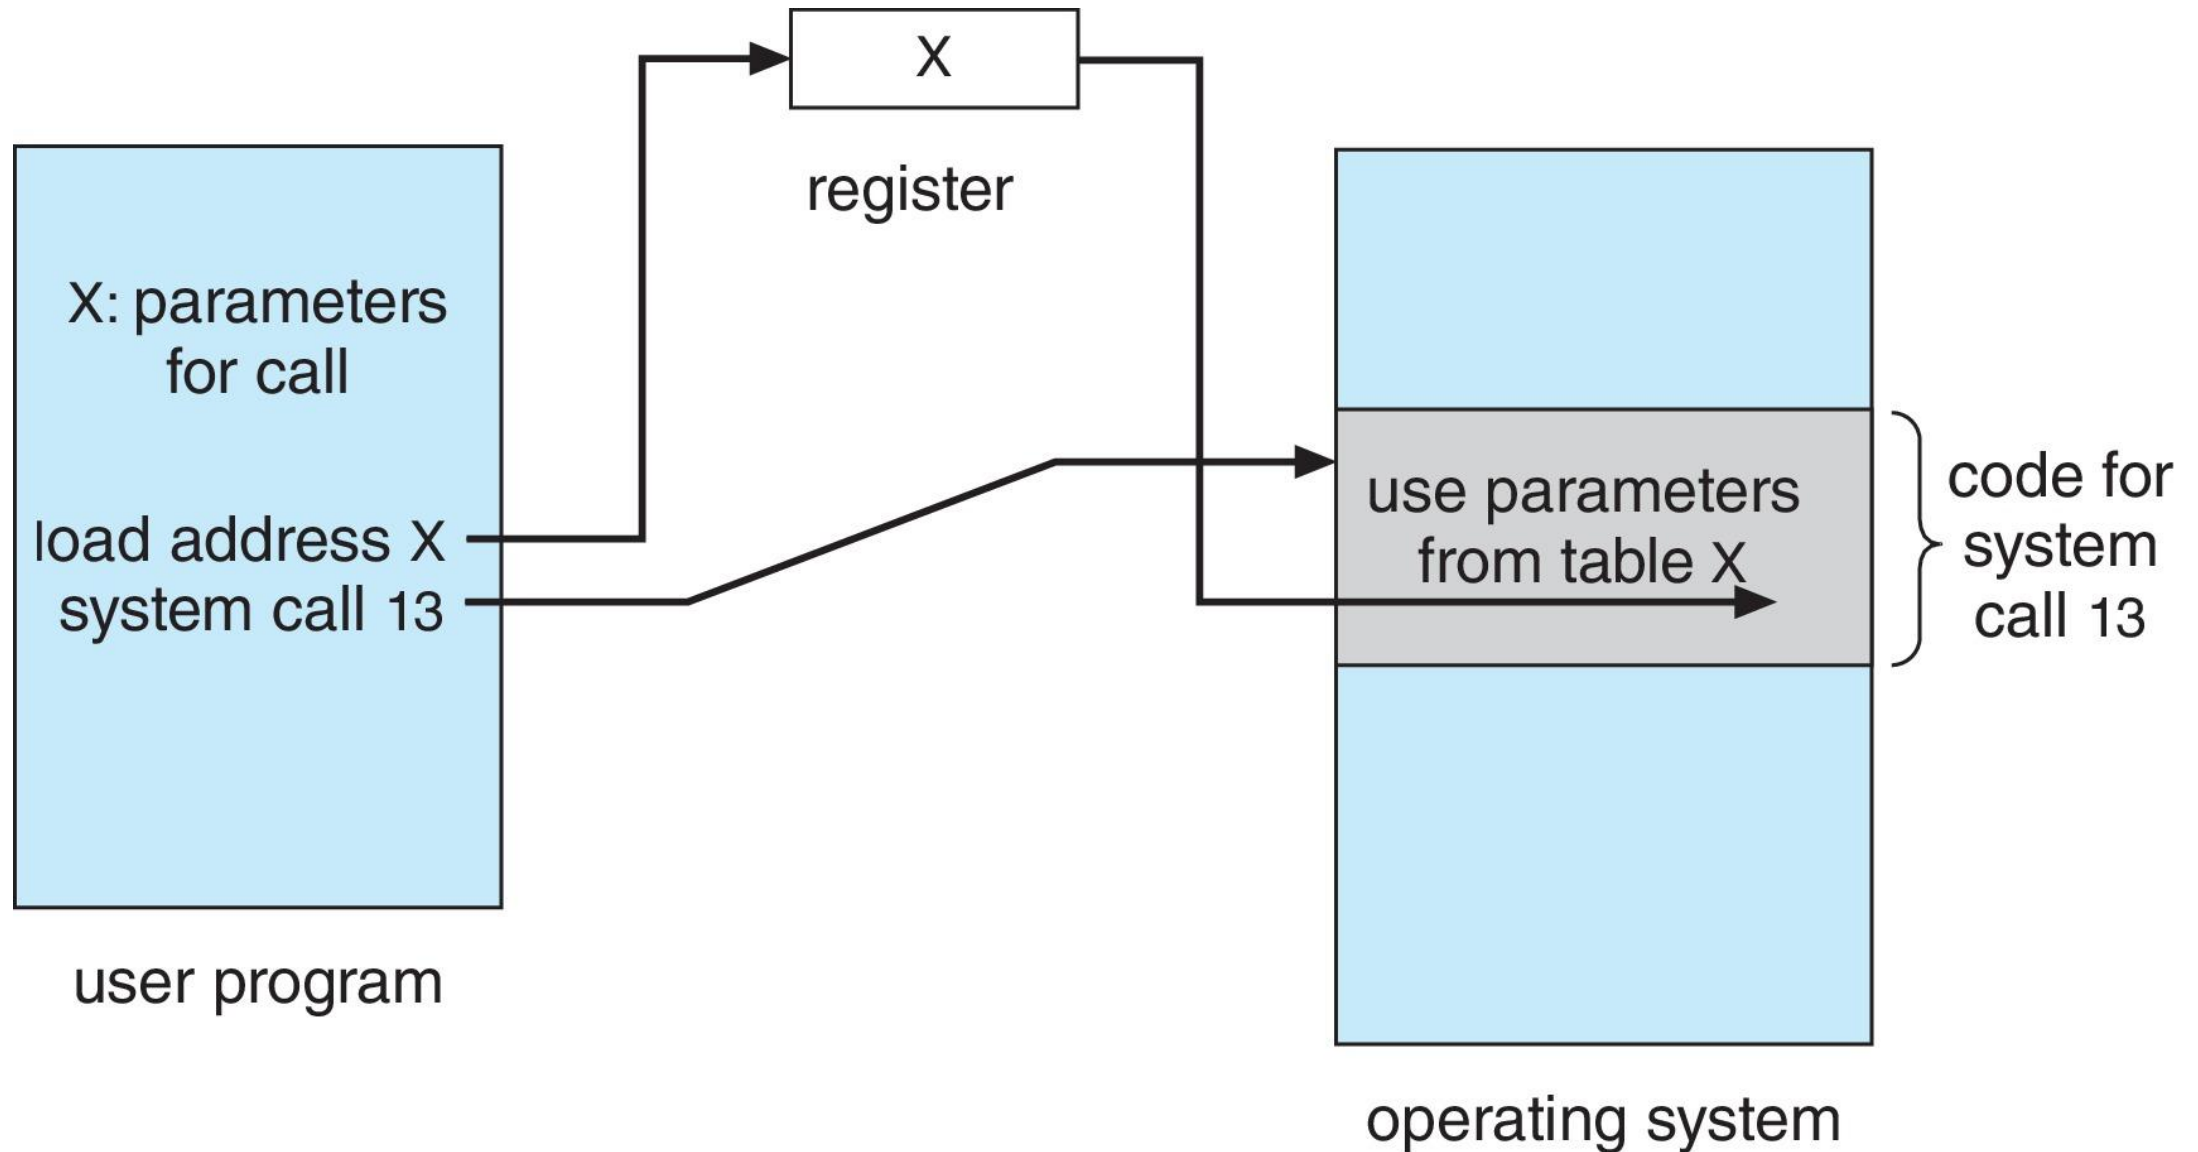 X
register
X: parameters
for call
load address X
system call 13
user program
use parameters
from table X
code for
system
call 13
operating system